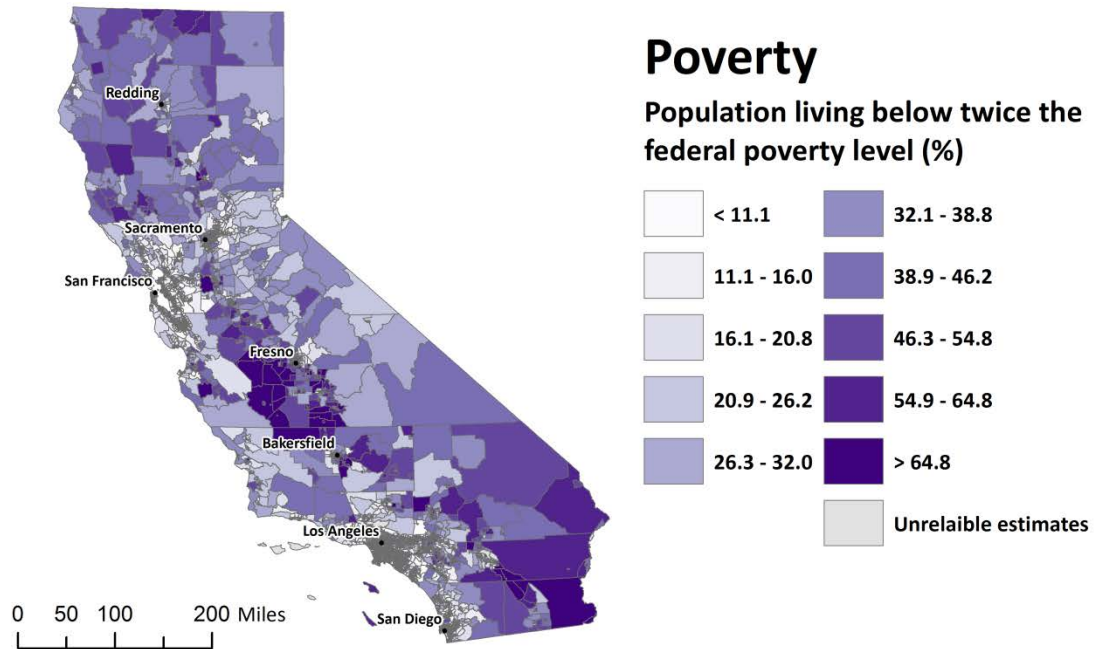 Poverty
Population living below twice the
federal poverty level (%)
< 11.1
11.1 - 16.0
16.1 - 20.8
20.9 - 26.2
26.3 - 32.0
32.1 - 38.8
38.9 - 46.2
46.3 - 54.8
54.9 - 64.8
> 64.8
Unrelaible estimates
Redding
Sacramento
San Francisco
Fresno
Bakersfield
Los Angeles
San Diego
0 50 100 200 Miles